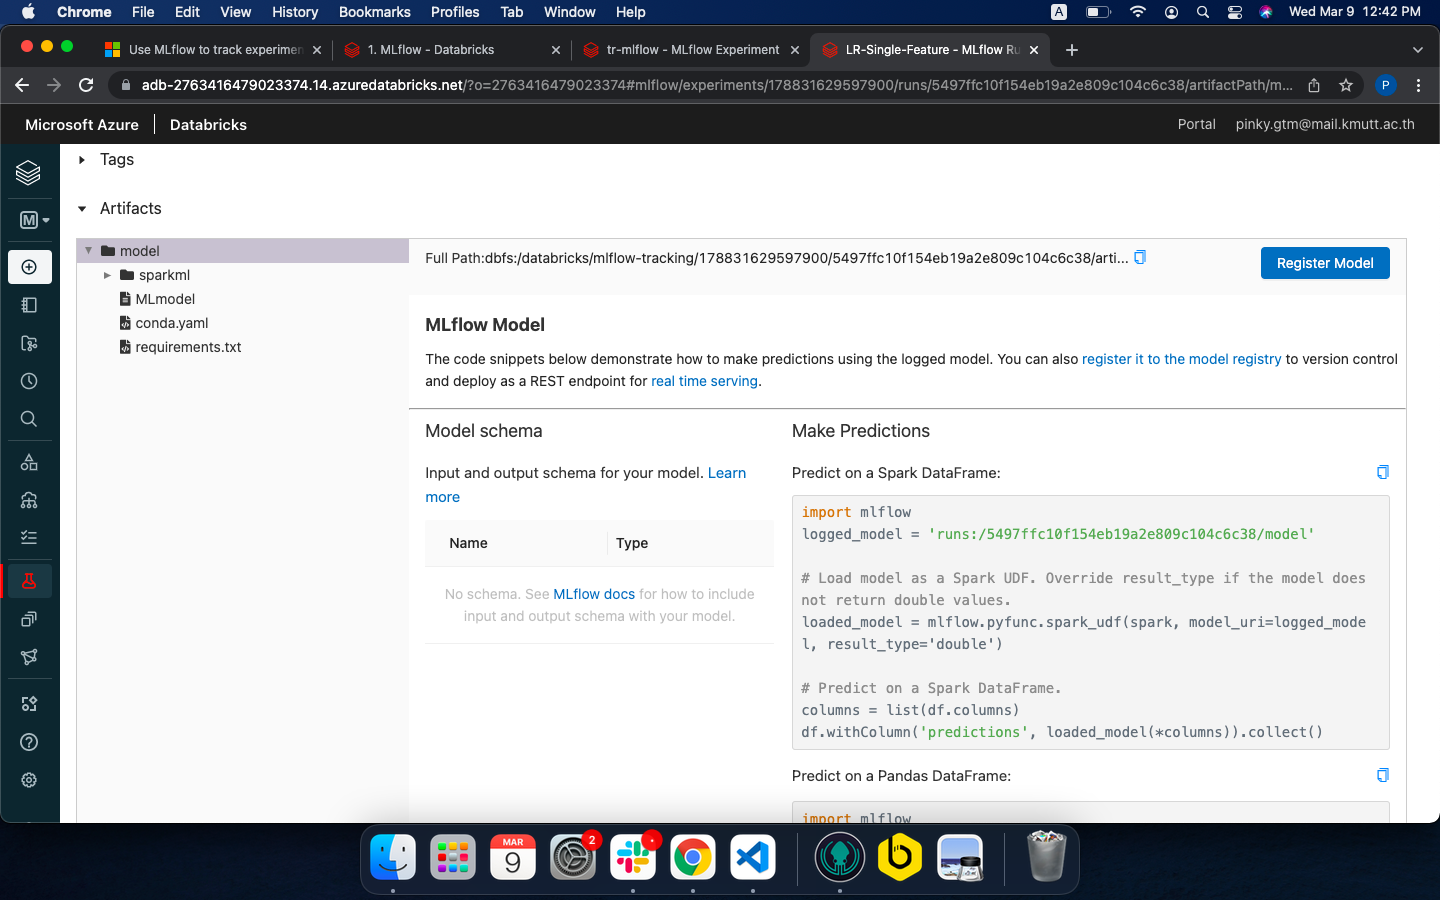 Chrome File Edit View History Bookmarks Profiles Tab Window Help A Wed Mar 9 12:42 PM
Use MLflow to track experimen
1. MLflow - Databricks
tr-mlflow - MLflow Experiment
LR-Single-Feature - MLflow Ru
adb-2763416479023374.14.azuredatabricks.net/?o=2763416479023374#mlflow/experiments/178831629597900/runs/5497ffc10f154eb19a2e809c104c6c38/artifactPath/m...
P
Microsoft Azure Databricks Portal pinky.gtm@mail.kmutt.ac.th
M
Tags
Artifacts
model
sparkml
MLmodel
conda.yaml
requirements.txt
Full Path:dbfs:/databricks/mlflow-tracking/178831629597900/5497ffc10f154eb19a2e809c104c6c38/arti...
Register Model
MLflow Model
The code snippets below demonstrate how to make predictions using the logged model. You can also register it to the model registry to version control
and deploy as a REST endpoint for real time serving.
Model schema
Input and output schema for your model. Learn
more
Name Type
No schema. See MLflow docs for how to include
input and output schema with your model.
Make Predictions
Predict on a Spark DataFrame:
import mlflow
logged_model = 'runs:/5497ffc10f154eb19a2e809c104c6c38/model'
# Load model as a Spark UDF. Override result_type if the model does
not return double values.
loaded_model = mlflow.pyfunc.spark_udf(spark, model_uri=logged_mode
l, result_type='double')
# Predict on a Spark DataFrame.
columns = list(df.columns)
df.withColumn('predictions', loaded_model(*columns)).collect()
Predict on a Pandas DataFrame:
import mlflow
MAR
9
2